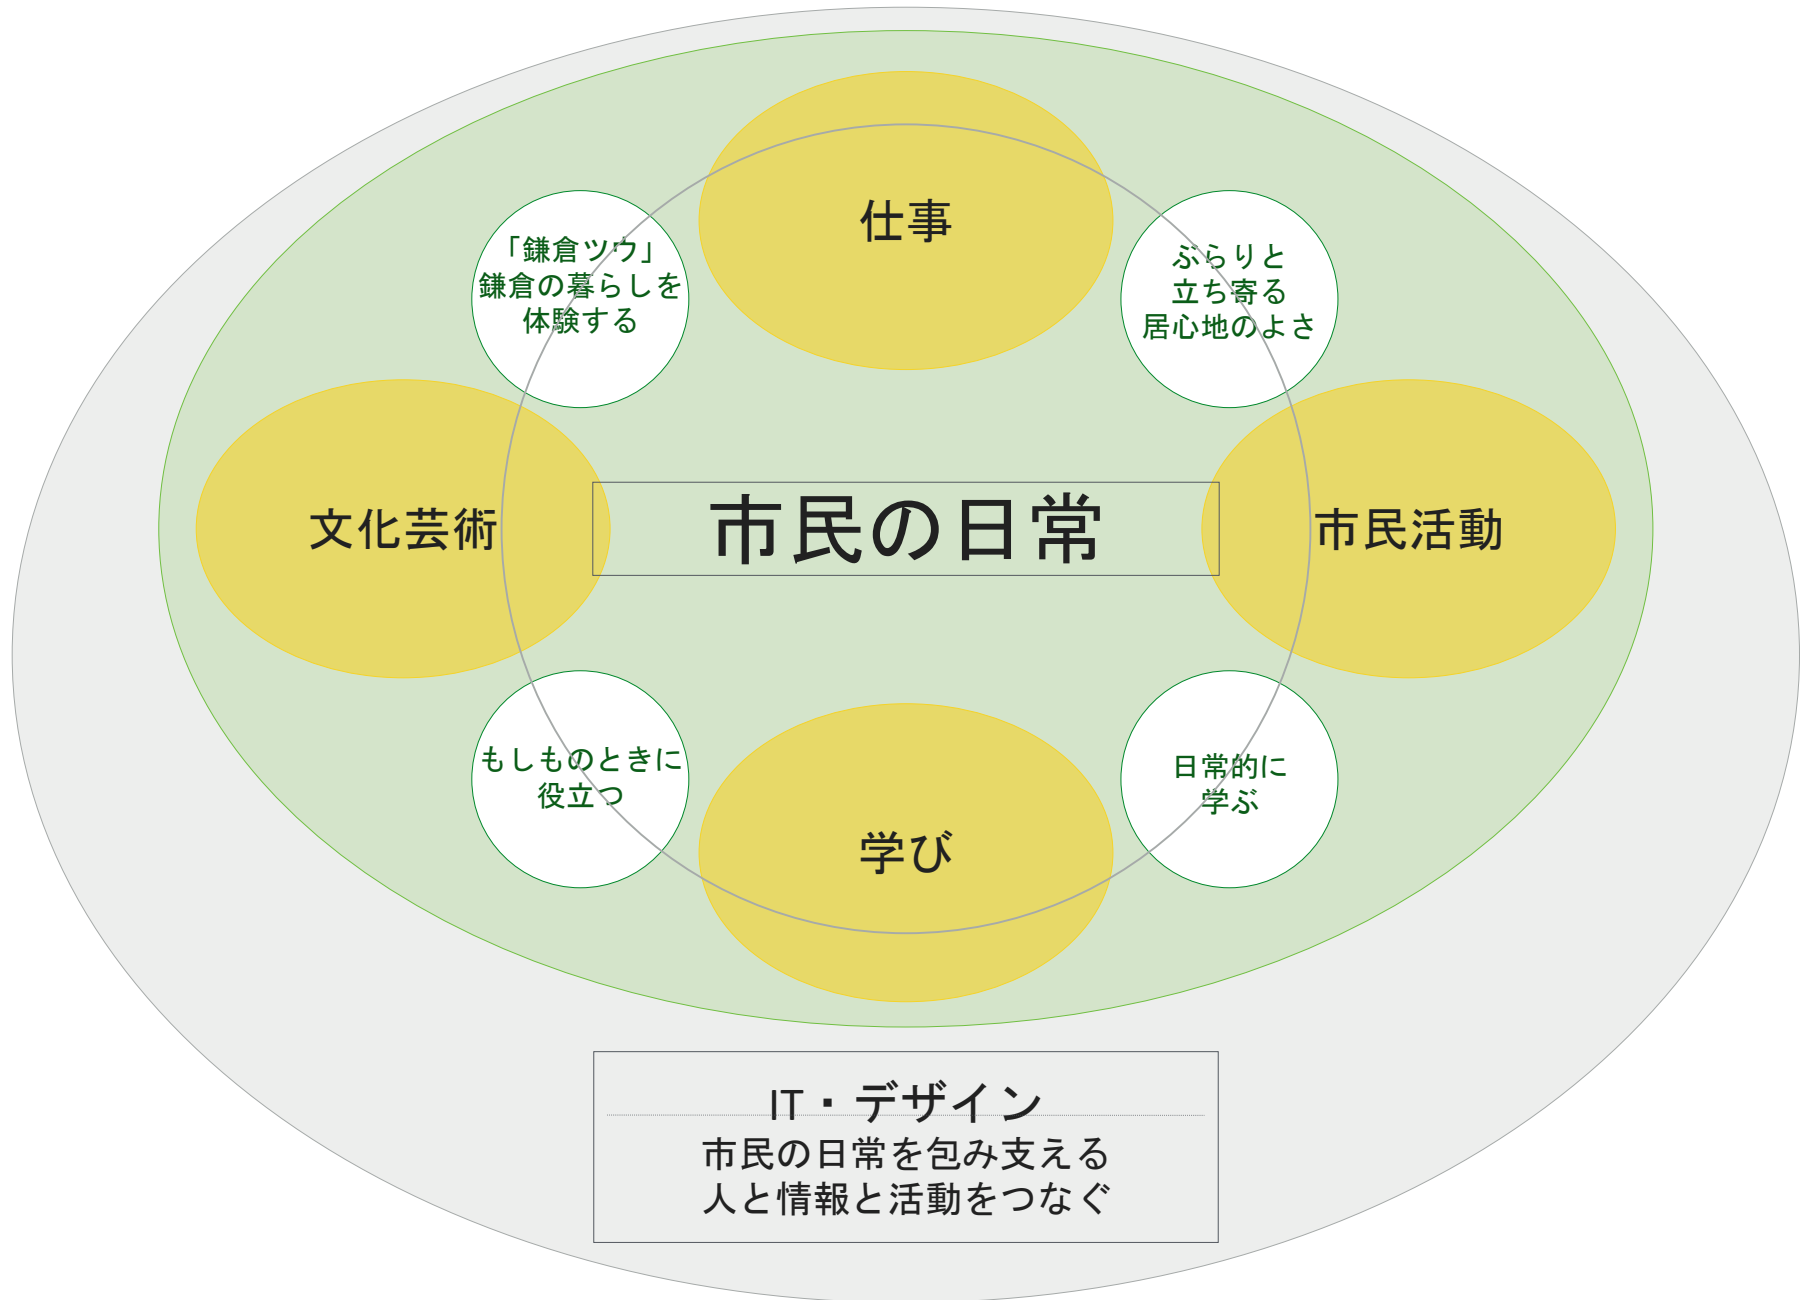 仕事
「鎌倉ツウ」
鎌倉の暮らしを
体験する
ぶらりと
立ち寄る
居心地のよさ
文化芸術
市民の日常
市民活動
もしものときに
役立つ
日常的に
学ぶ
学び
IT・デザイン
市民の日常を包み支える
人と情報と活動をつなぐ